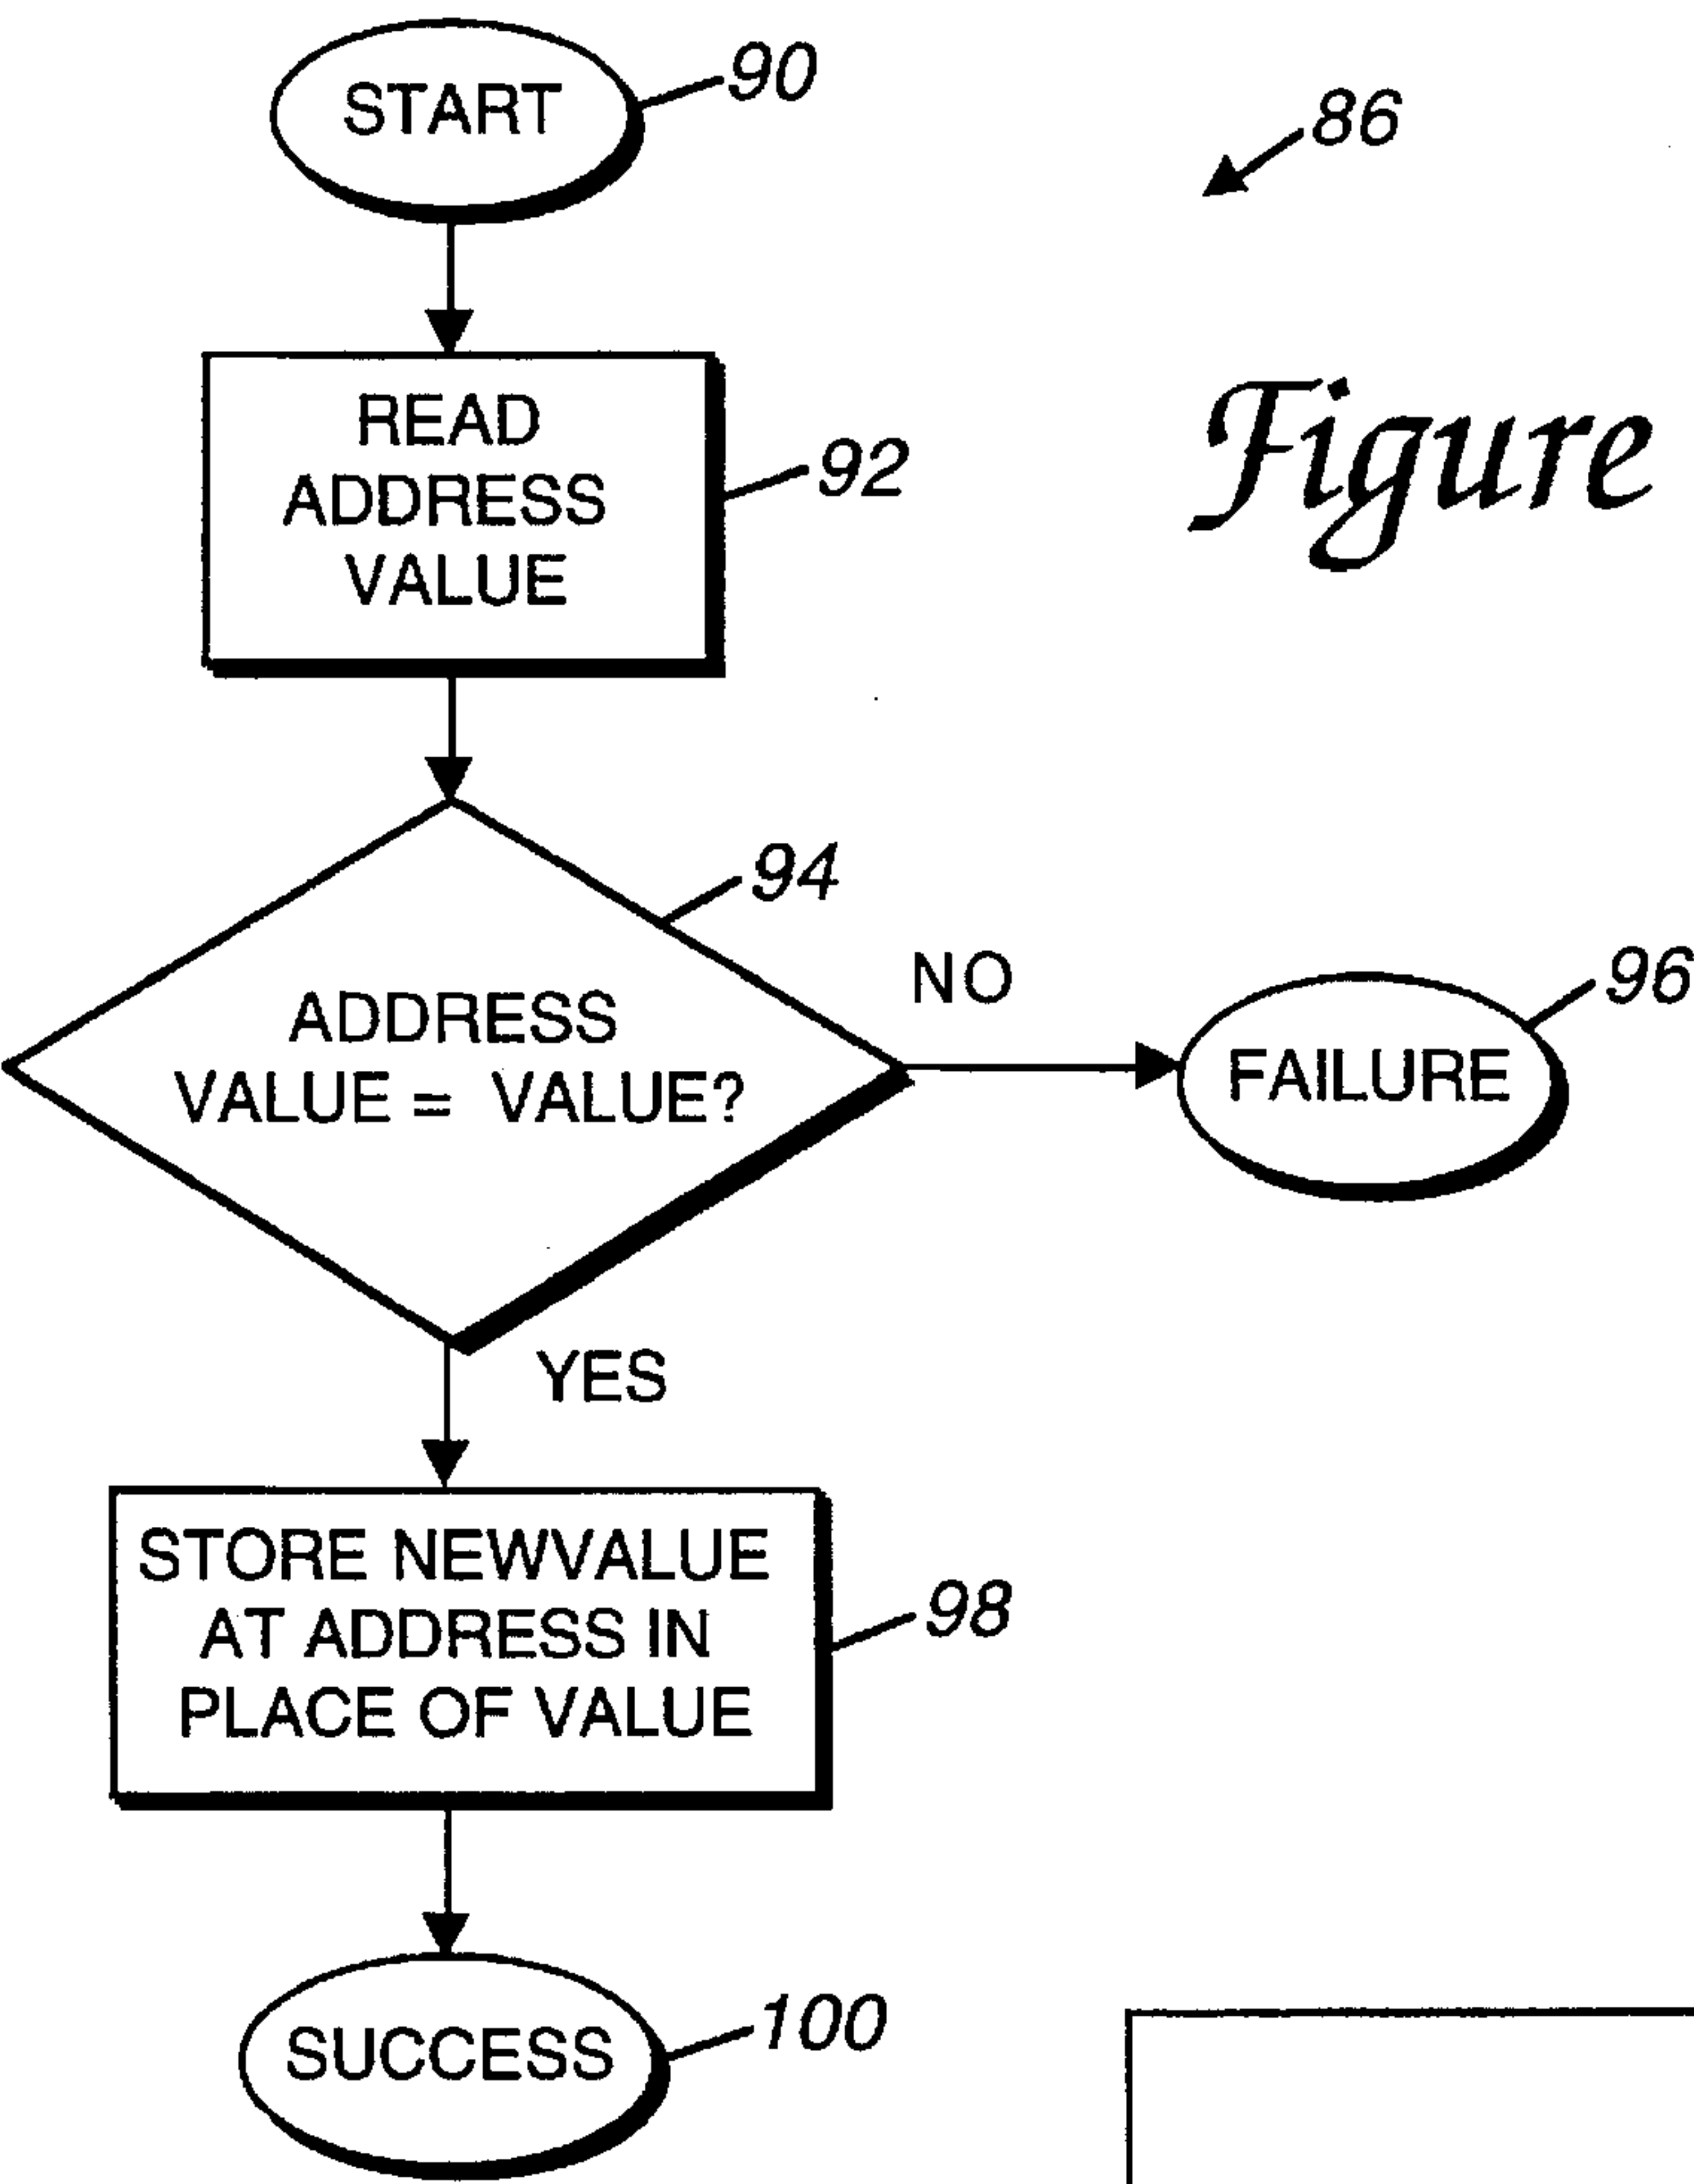 START
90
86
READ
ADDRESS
VALUE
92
Figure
94
ADDRESS
VALUE = VALUE?
NO
FAILURE
96
YES
STORE NEWVALUE
AT ADDRESS IN
PLACE OF VALUE
98
SUCCESS
100